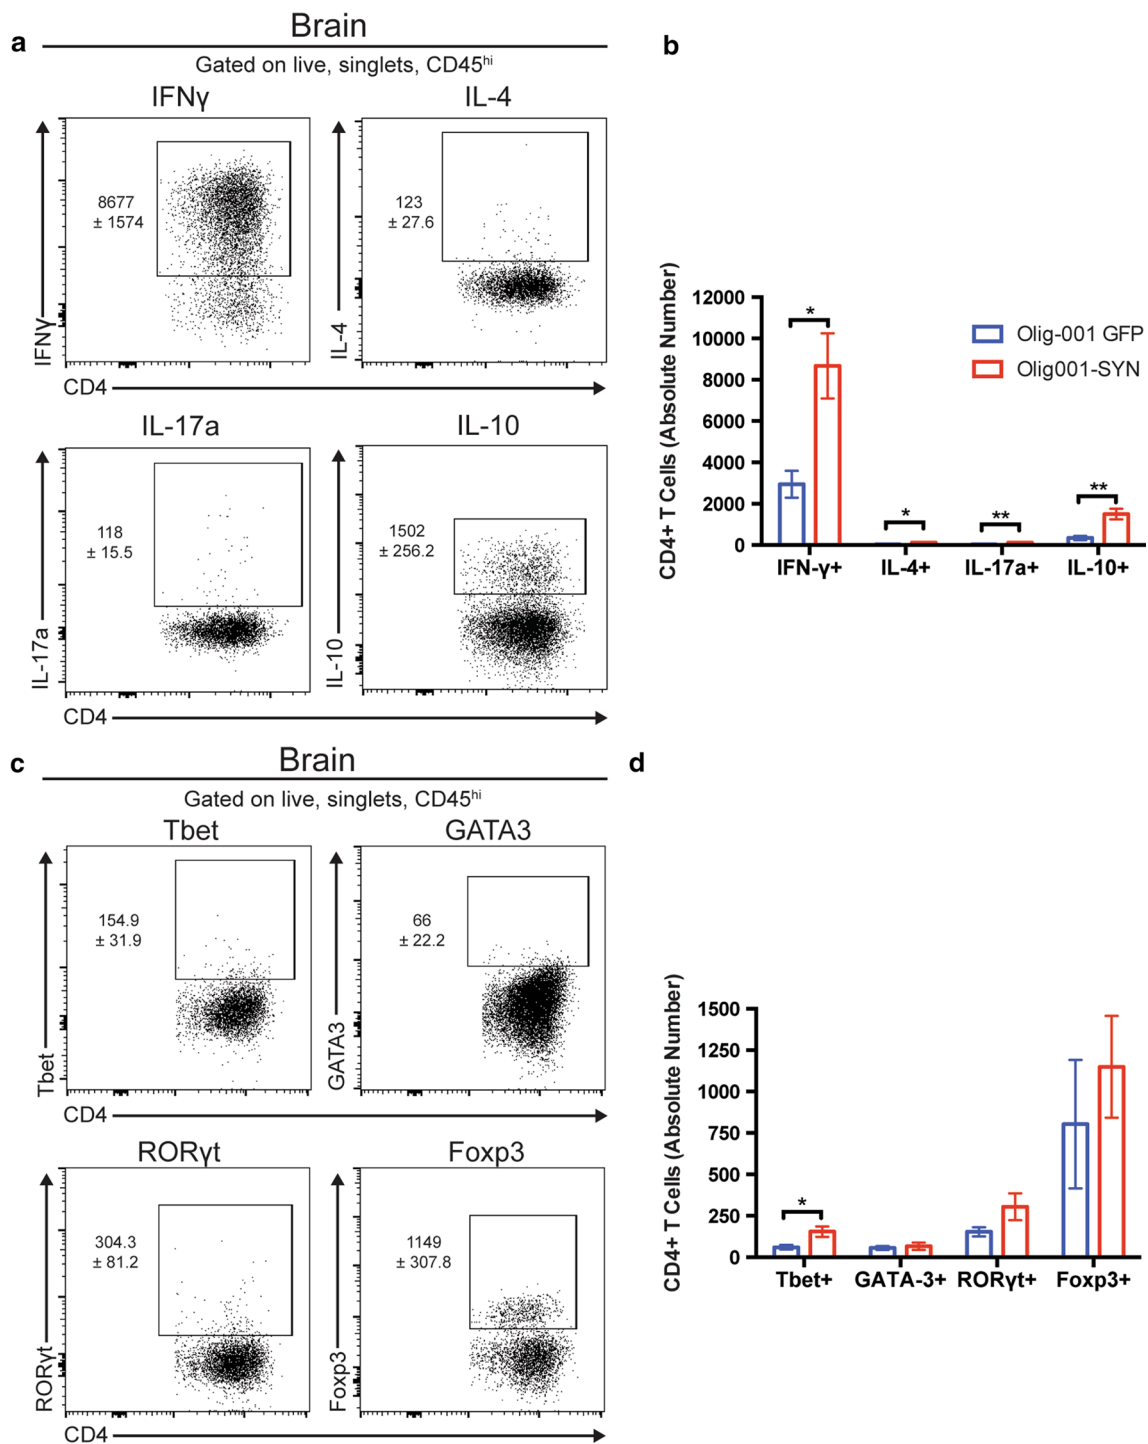 a
Brain
Gated on live, singlets, CD45hi
IFNγ
IL-4
8677
± 1574
123
± 27.6
IFNγ
IL-4
CD4
IL-17a
IL-10
118
± 15.5
1502
± 256.2
IL-17a
IL-10
CD4
b
CD4+ T Cells (Absolute Number)
12000
10000
8000
6000
4000
2000
0
Olig-001 GFP
Olig001-SYN
*
*
**
**
IFN-γ+
IL-4+
IL-17a+
IL-10+
c
Brain
Gated on live, singlets, CD45hi
Tbet
GATA3
154.9
± 31.9
66
± 22.2
Tbet
GATA3
CD4
RORγt
Foxp3
304.3
± 81.2
1149
± 307.8
RORγt
Foxp3
CD4
d
CD4+ T Cells (Absolute Number)
1500
1250
1000
750
500
250
0
*
Tbet+
GATA-3+
RORγt+
Foxp3+